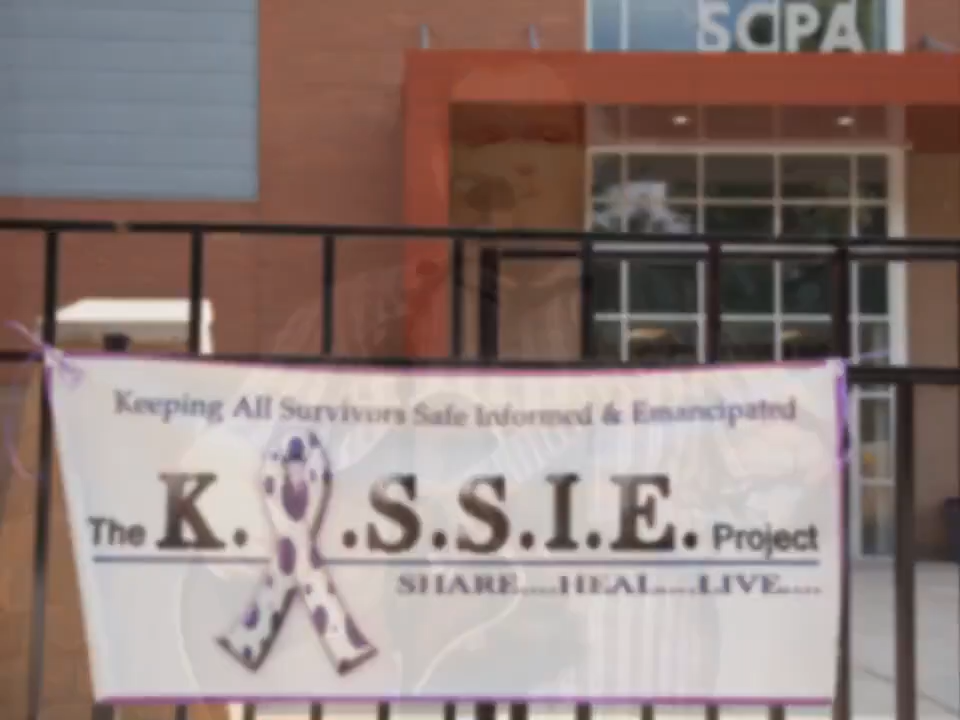 SCPA
Keeping All Survivors Safe Informed & Emancipated
The K. .S.S.I.E. Project
SHARE....HEAL....LIVE....